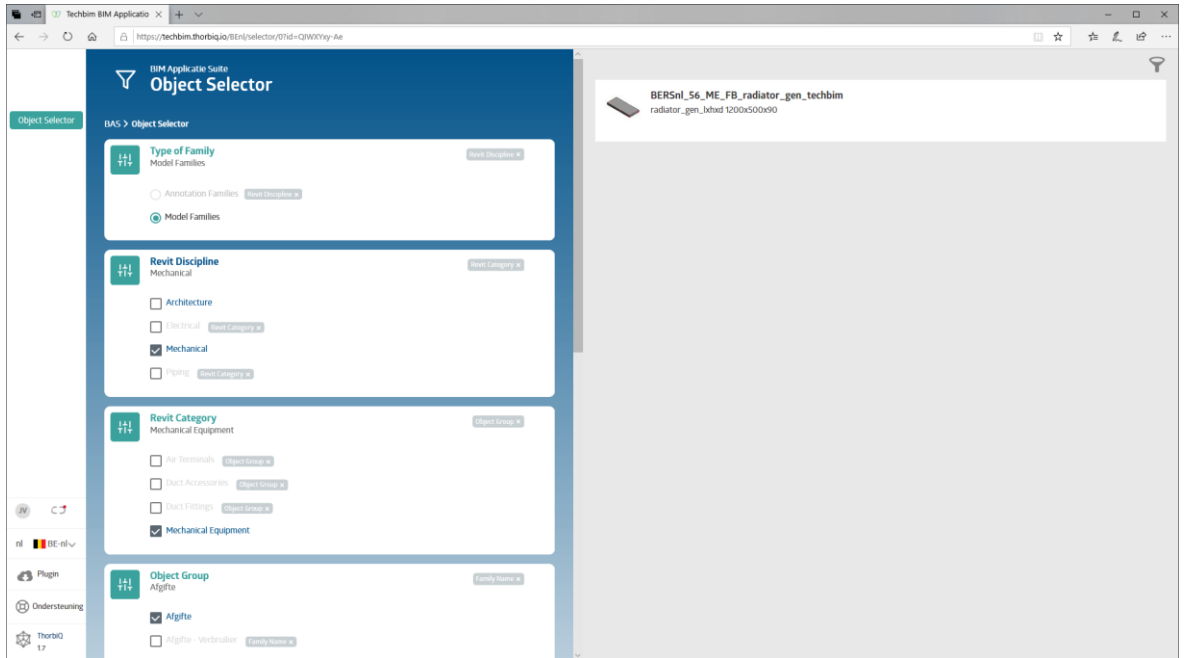 Techbim BIM Applicatio
https://techbim.thorbiq.io/BEnl/selector/0?id=QIWXYxy-Ae
BIM Applicatie Suite
Object Selector
Object Selector
BAS > Object Selector
Type of Family
Revit Discipline ×
Model Families
Annotation Families Revit Discipline ×
Model Families
Revit Discipline
Revit Category ×
Mechanical
Architecture
Electrical Revit Category ×
Mechanical
Piping Revit Category ×
Revit Category
Object Group ×
Mechanical Equipment
Air Terminals Object Group ×
Duct Accessories Object Group ×
Duct Fittings Object Group ×
Mechanical Equipment
Object Group
Family Name ×
Afgifte
Afgifte
Afgifte - Verbruiker Family Name ×
JV
nl BE-nl
Plugin
Ondersteuning
ThorbiQ
1.7
BERSnl_56_ME_FB_radiator_gen_techbim
radiator_gen_lxhxd 1200x500x90